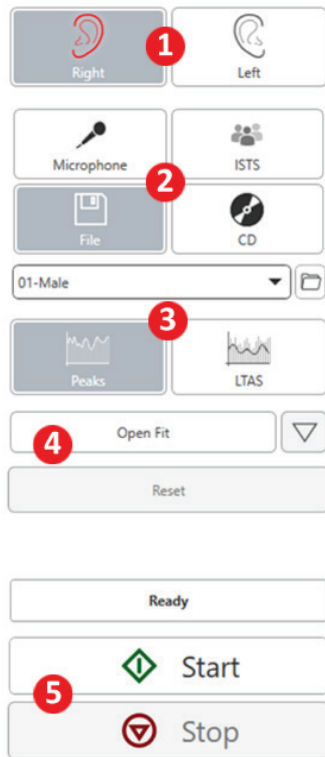 1
Right
Left
Microphone
ISTS
2
File
CD
01-Male
3
Peaks
LTAS
4
Open Fit
Reset
Ready
Start
5
Stop